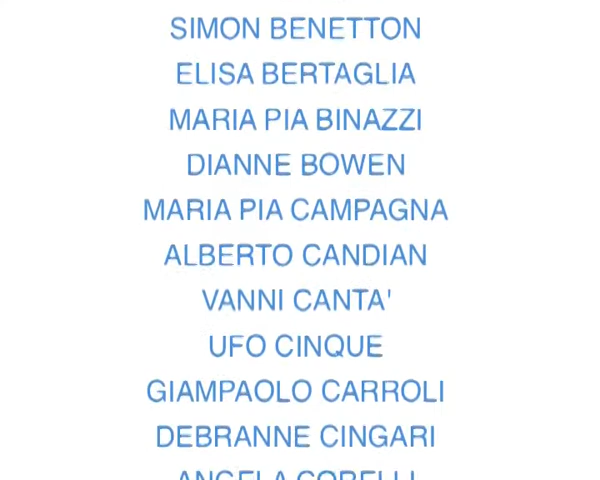 SIMON BENETTON
ELISA BERTAGLIA
MARIA PIA BINAZZI
DIANNE BOWEN
MARIA PIA CAMPAGNA
ALBERTO CANDIAN
VANNI CANTA'
UFO CINQUE
GIAMPAOLO CARROLI
DEBRANNE CINGARI
ANGELA CORELLI